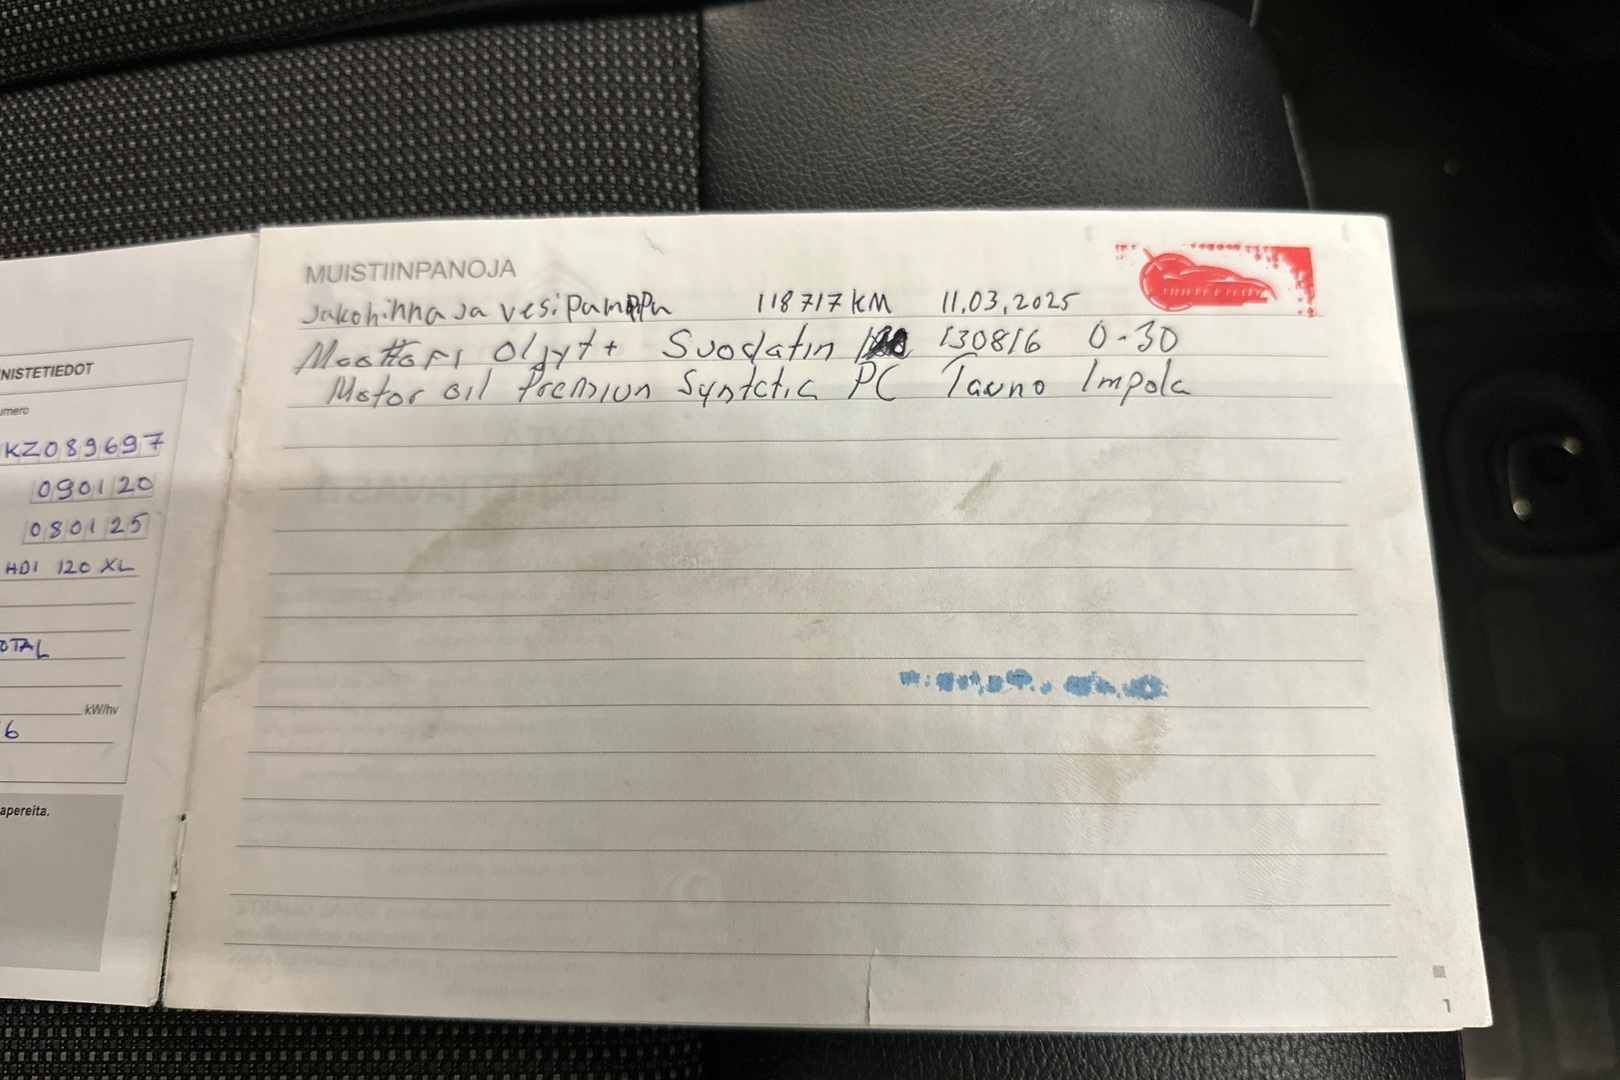 NISTETIEDOT
umero
KZ089697
090120
080125
HDI 120 XL
OTAL
kW/hv
6
apereita.
MUISTIINPANOJA
Jakohihna ja vesipumppu 118717 KM 11.03.2025
Moottori Öljyt + Suodatin 130816 0-30
Motor oil Premiun Syntetic PC Tauno Impola
1